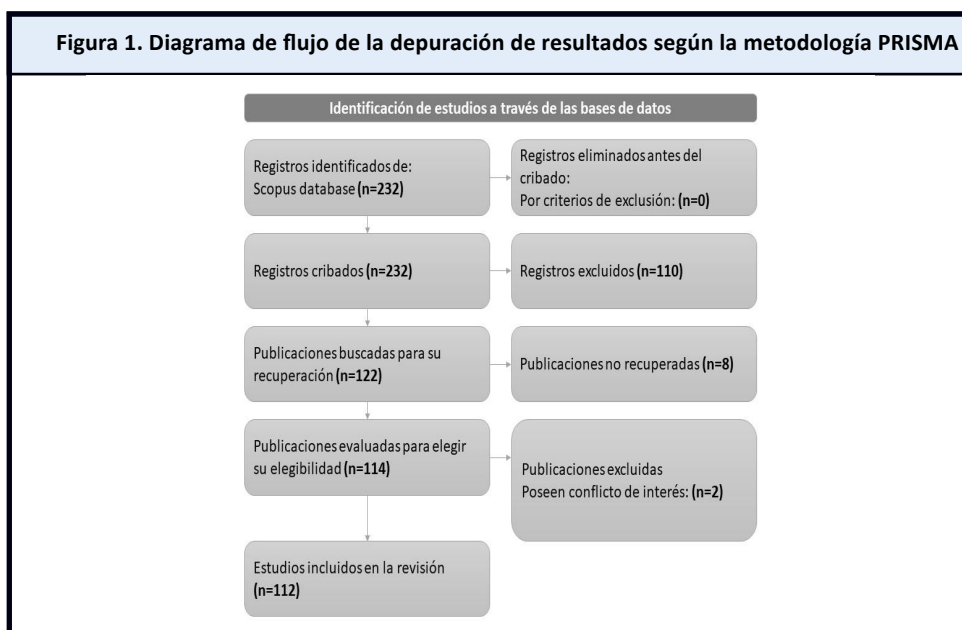 Figura 1. Diagrama de flujo de la depuración de resultados según la metodología PRISMA
Identificación de estudios a través de las bases de datos
Registros identificados de:
Scopus database (n=232)
Registros eliminados antes del
cribado:
Por criterios de exclusión: (n=0)
Registros cribados (n=232)
Registros excluidos (n=110)
Publicaciones buscadas para su
recuperación (n=122)
Publicaciones no recuperadas (n=8)
Publicaciones evaluadas para elegir
su elegibilidad (n=114)
Publicaciones excluidas
Poseen conflicto de interés: (n=2)
Estudios incluidos en la revisión
(n=112)